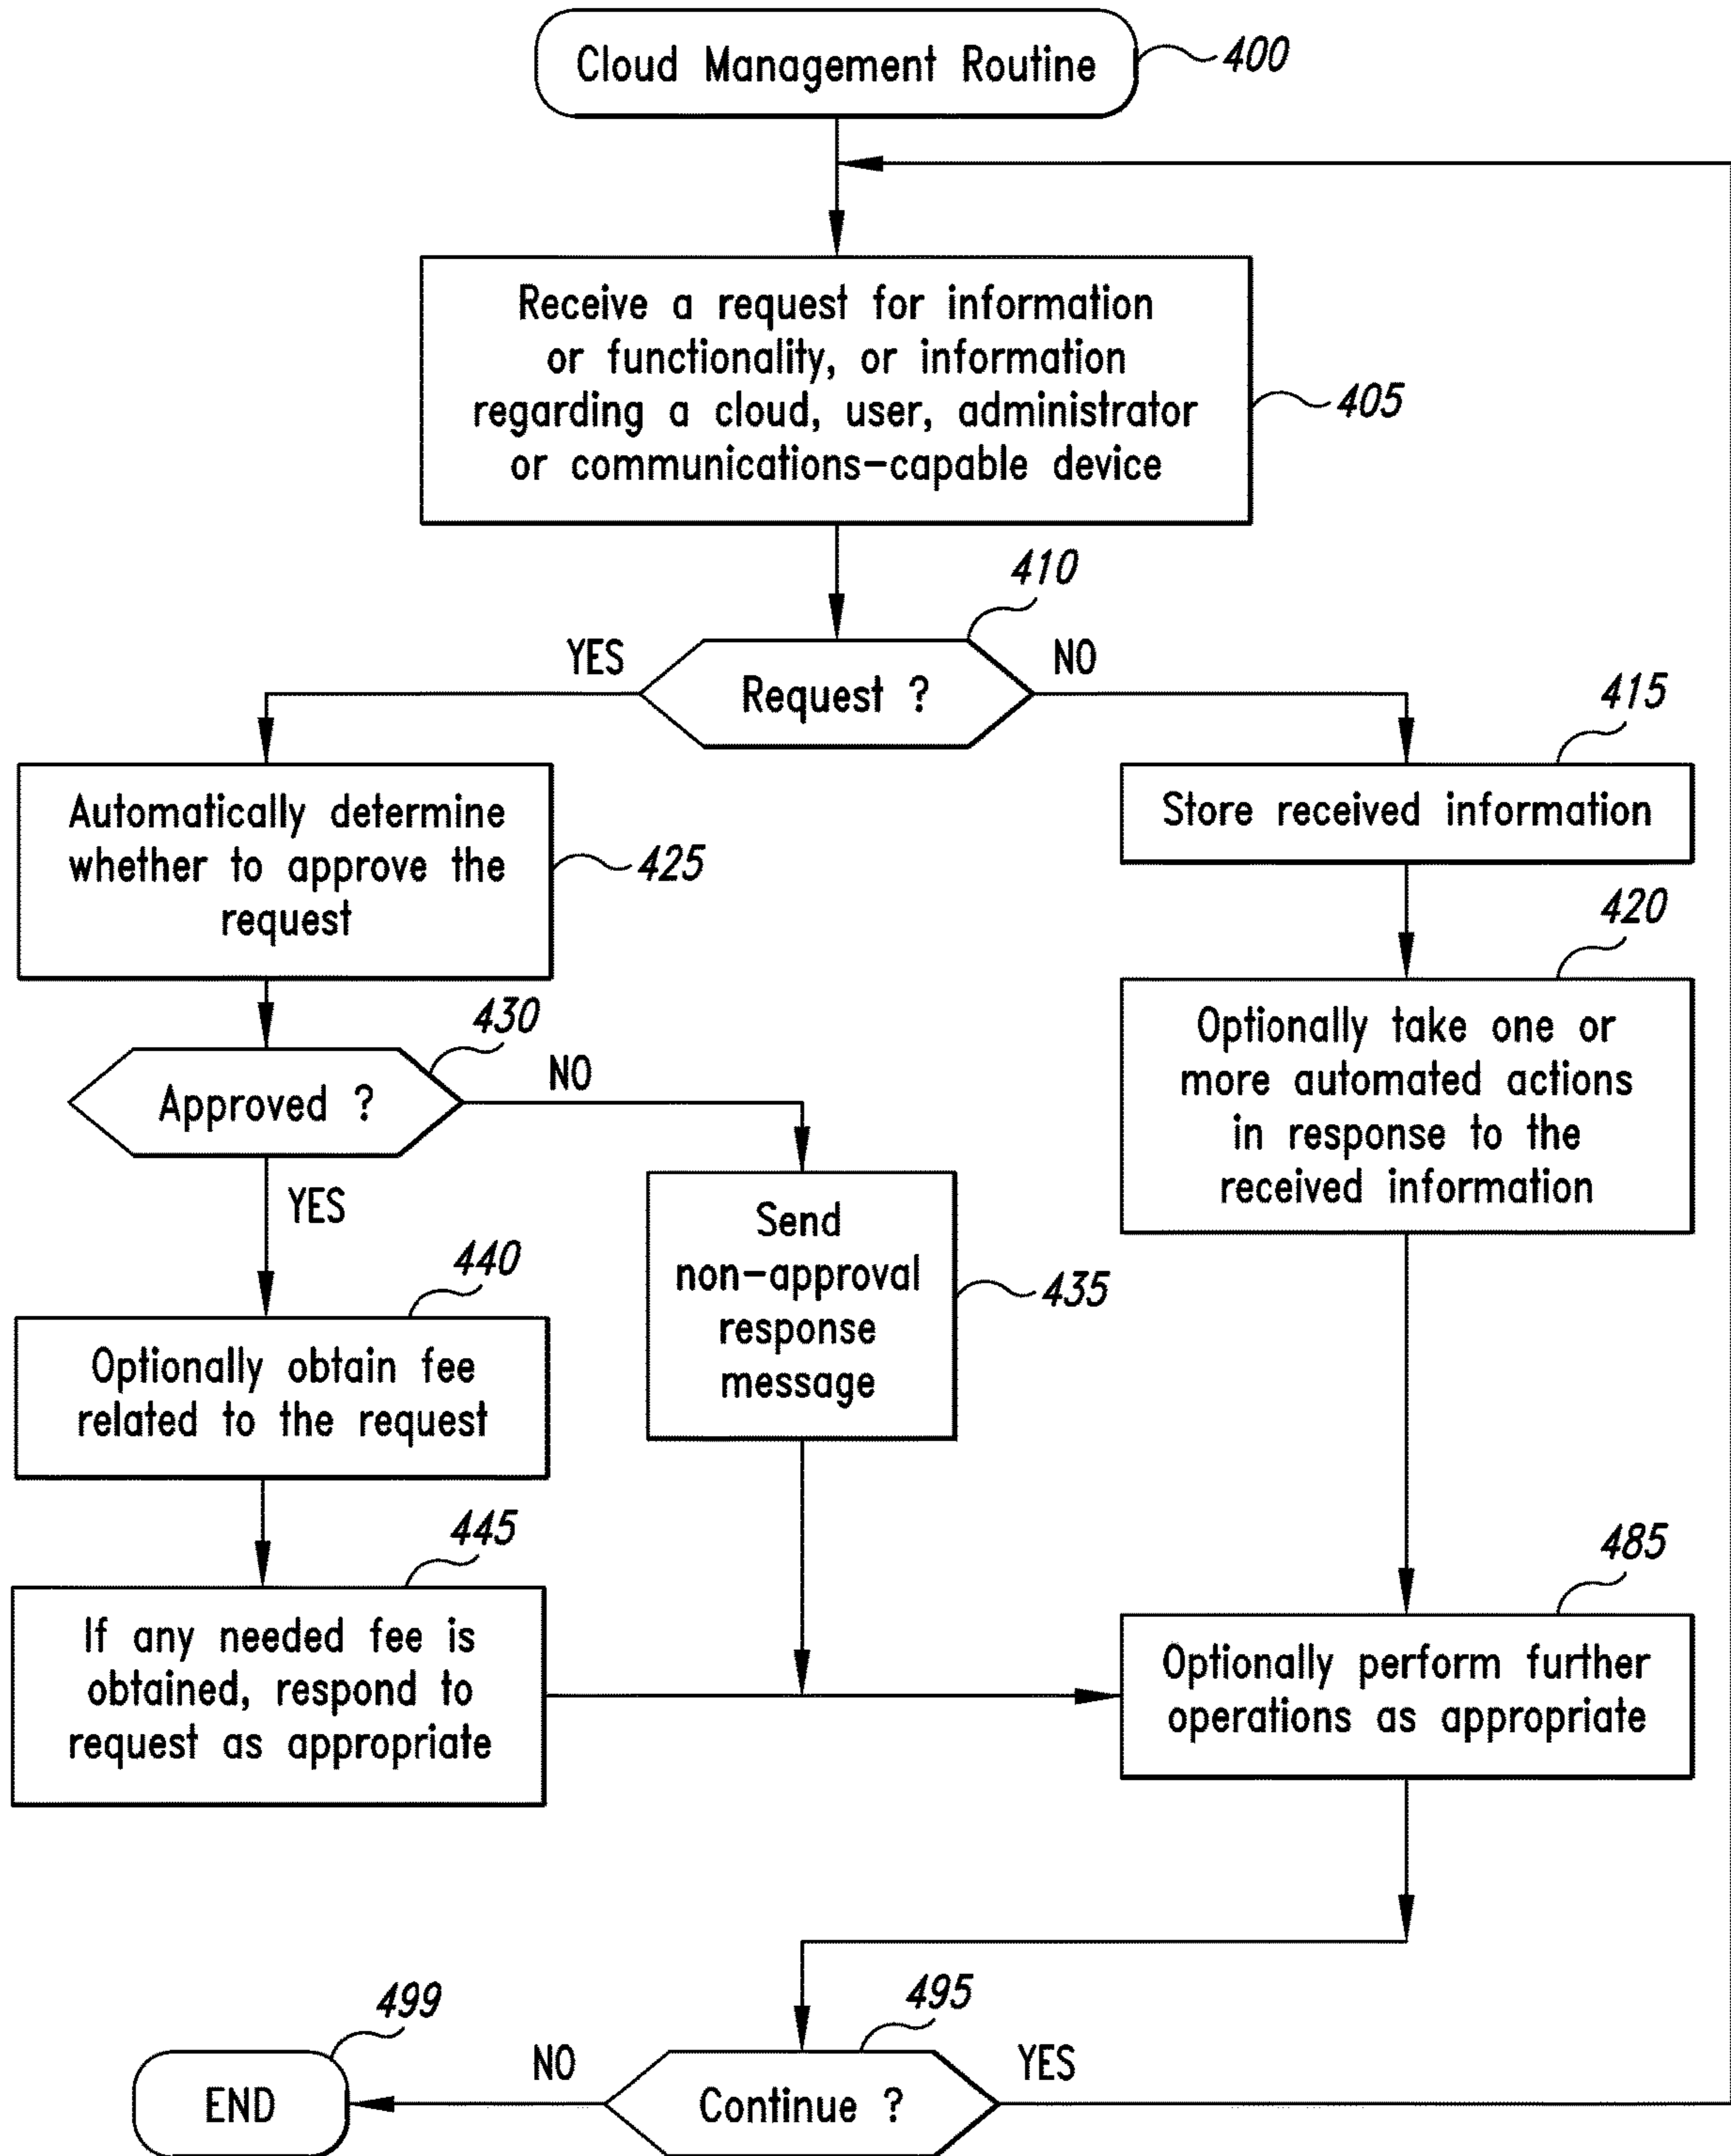 Cloud Management Routine
400
Receive a request for information
or functionality, or information
regarding a cloud, user, administrator
or communications-capable device
405
410
YES
NO
Request ?
415
Automatically determine
whether to approve the
request
425
Store received information
420
430
Approved ?
NO
YES
Optionally take one or
more automated actions
in response to the
received information
Send
non-approval
response
message
435
440
Optionally obtain fee
related to the request
445
If any needed fee is
obtained, respond to
request as appropriate
485
Optionally perform further
operations as appropriate
499
END
NO
495
Continue ?
YES